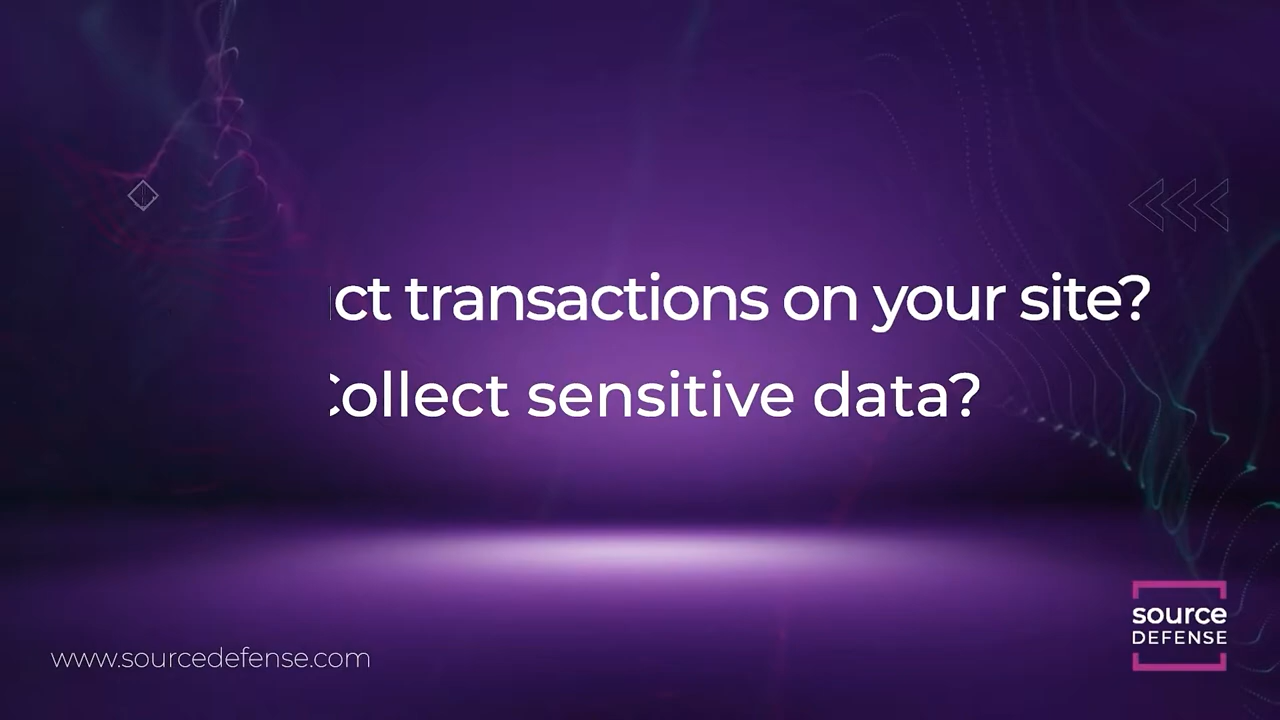 ct transactions on your site?
ollect sensitive data?
www.sourcedefense.com
source
DEFENSE